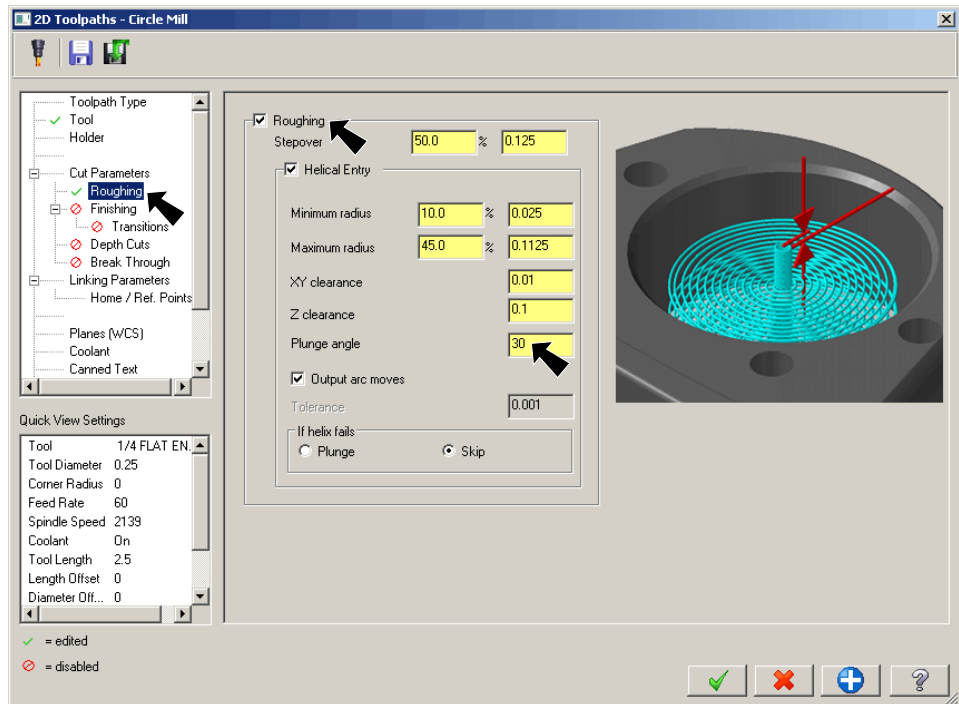 2D Toolpaths - Circle Mill
Toolpath Type
Tool
Holder
Cut Parameters
Roughing
Finishing
Transitions
Depth Cuts
Break Through
Linking Parameters
Home / Ref. Points
Planes (WCS)
Coolant
Canned Text
Quick View Settings
Tool 1/4 FLAT EN.
Tool Diameter 0.25
Corner Radius 0
Feed Rate 60
Spindle Speed 2139
Coolant On
Tool Length 2.5
Length Offset 0
Diameter Off... 0
= edited
= disabled
Roughing
Stepover 50.0 % 0.125
Helical Entry
Minimum radius 10.0 % 0.025
Maximum radius 45.0 % 0.1125
XY clearance 0.01
Z clearance 0.1
Plunge angle 30
Output arc moves
Tolerance 0.001
If helix fails
Plunge Skip